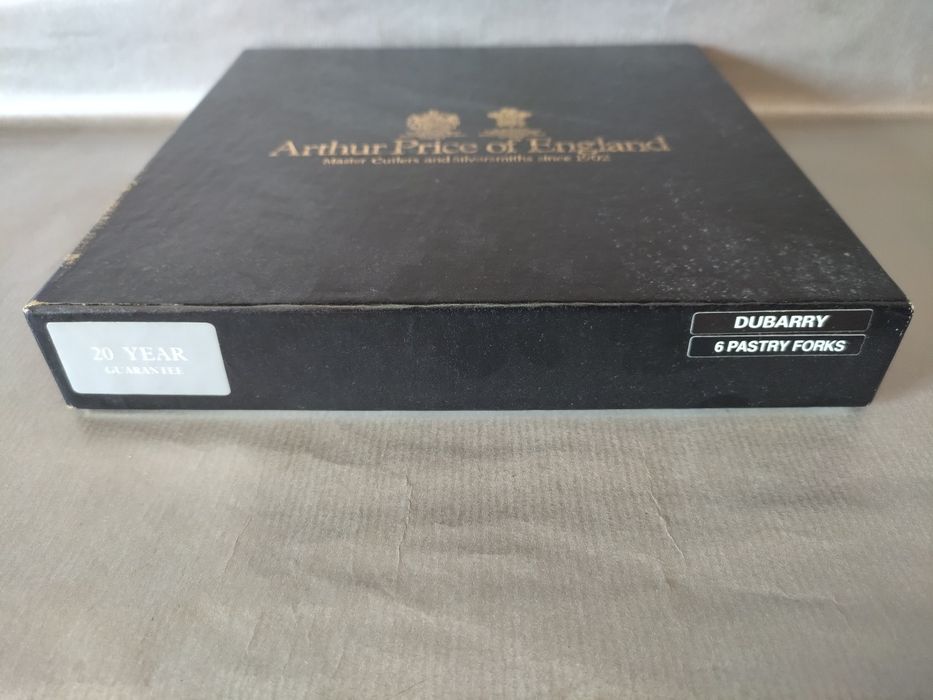 Arthur Price of England
Master Cutlers and silversmiths since 1902
20 YEAR
GUARANTEE
DUBARRY
6 PASTRY FORKS